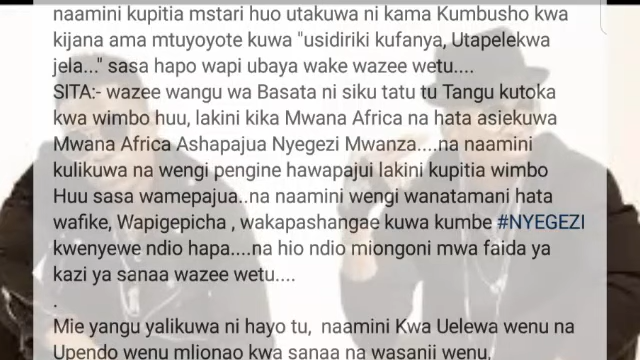 naamini kupitia mstari huo utakuwa ni kama Kumbusho kwa
kijana ama mtuyoyote kuwa "usidiriki kufanya, Utapelekwa
jela..." sasa hapo wapi ubaya wake wazee wetu....
SITA:- wazee wangu wa Basata ni siku tatu tu Tangu kutoka
kwa wimbo huu, lakini kika Mwana Africa na hata asiekuwa
Mwana Africa Ashapajua Nyegezi Mwanza....na naamini
kulikuwa na wengi pengine hawapajui lakini kupitia wimbo
Huu sasa wamepajua..na naamini wengi wanatamani hata
wafike, Wapigepicha , wakapashangae kuwa kumbe #NYEGEZI
kwenyewe ndio hapa....na hio ndio miongoni mwa faida ya
kazi ya sanaa wazee wetu....
.
Mie yangu yalikuwa ni hayo tu, naamini Kwa Uelewa wenu na
Upendo wenu mlionao kwa sanaa na wasanii wenu,